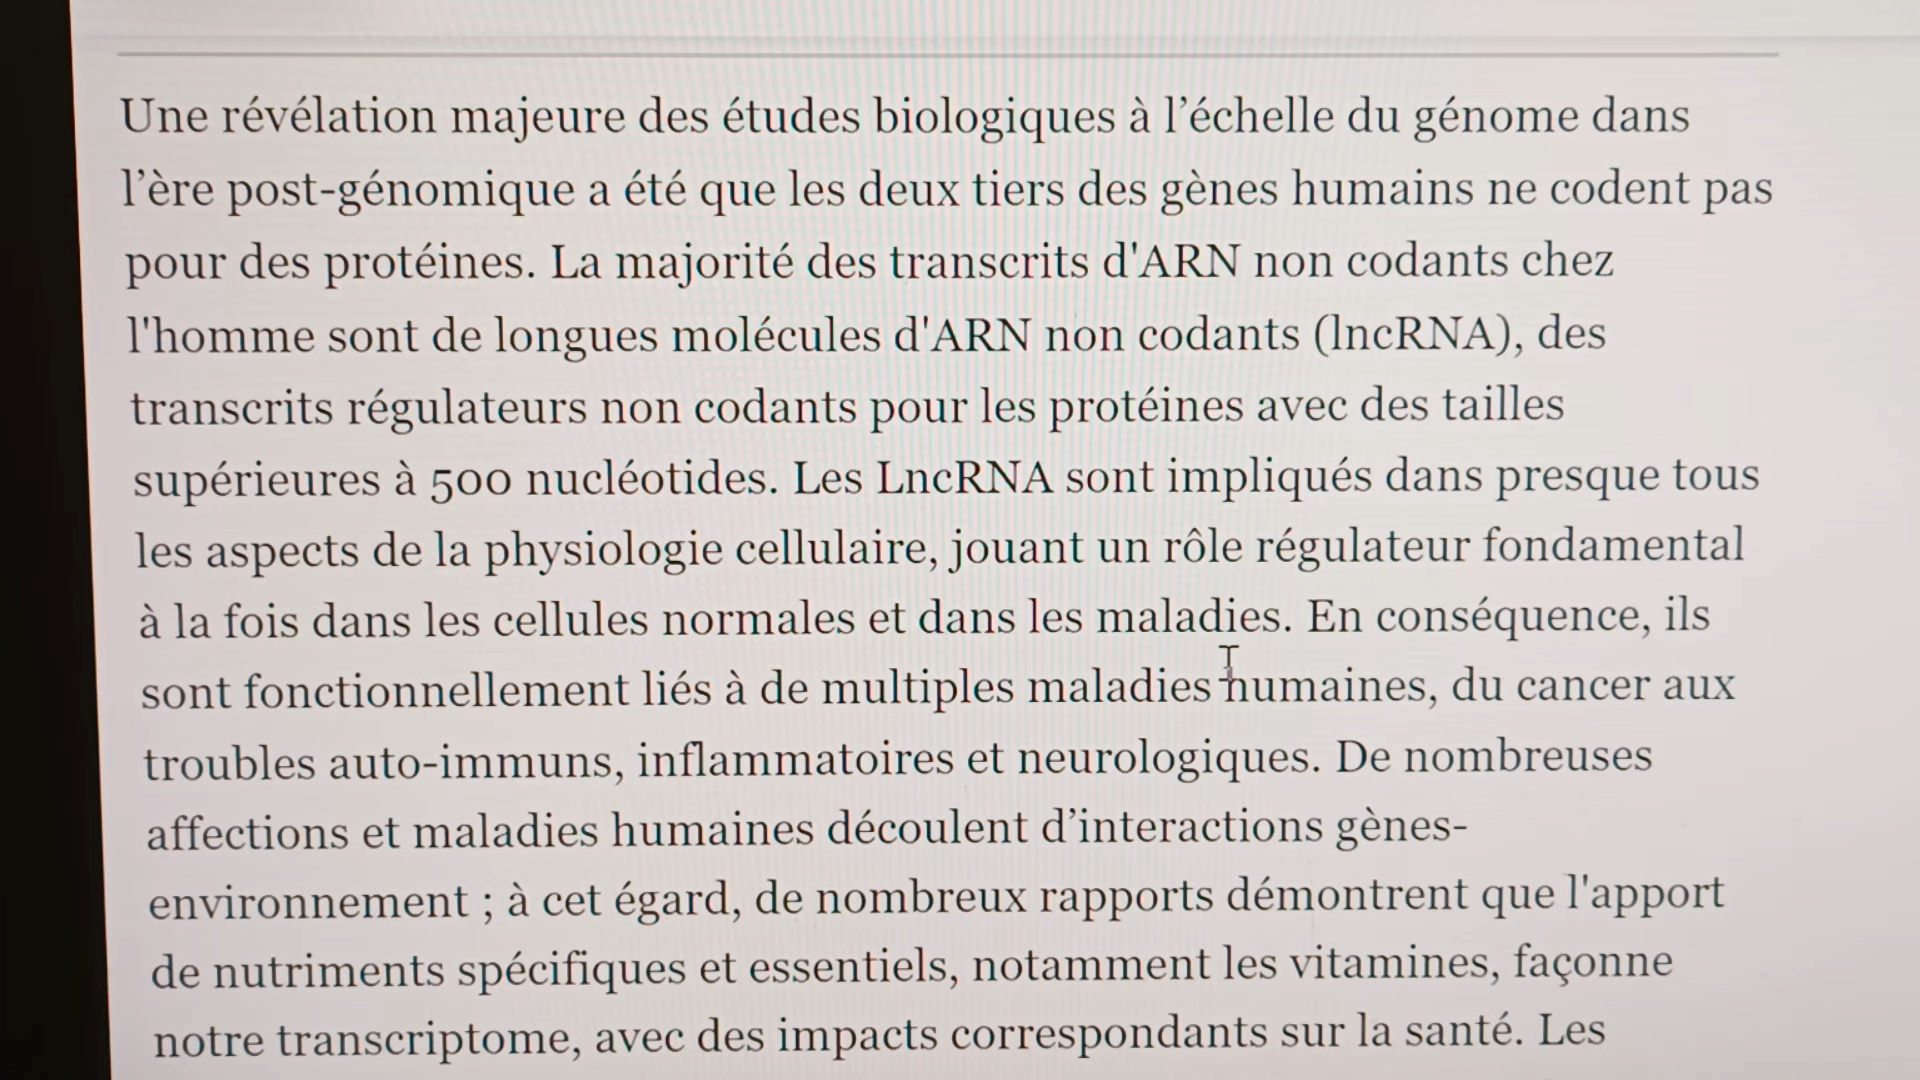 Une révélation majeure des études biologiques à l’échelle du génome dans
l’ère post-génomique a été que les deux tiers des gènes humains ne codent pas
pour des protéines. La majorité des transcrits d'ARN non codants chez
l'homme sont de longues molécules d'ARN non codants (lncRNA), des
transcrits régulateurs non codants pour les protéines avec des tailles
supérieures à 500 nucléotides. Les LncRNA sont impliqués dans presque tous
les aspects de la physiologie cellulaire, jouant un rôle régulateur fondamental
à la fois dans les cellules normales et dans les maladies. En conséquence, ils
sont fonctionnellement liés à de multiples maladies humaines, du cancer aux
troubles auto-immuns, inflammatoires et neurologiques. De nombreuses
affections et maladies humaines découlent d’interactions gènes-
environnement ; à cet égard, de nombreux rapports démontrent que l'apport
de nutriments spécifiques et essentiels, notamment les vitamines, façonne
notre transcriptome, avec des impacts correspondants sur la santé. Les